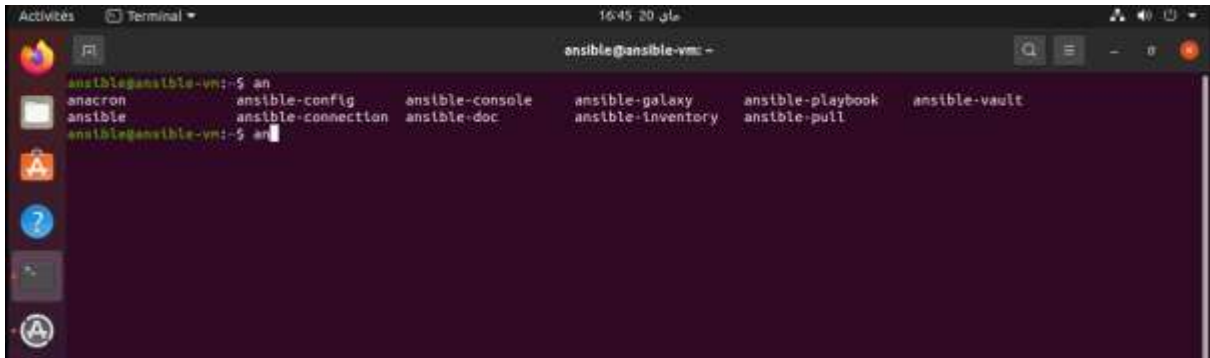 Activités Terminal
16:45 20 ماي
ansible@ansible-vm: ~
ansible@ansible-vm:~$ an
anacron ansible-config ansible-console ansible-galaxy ansible-playbook ansible-vault
ansible ansible-connection ansible-doc ansible-inventory ansible-pull
ansible@ansible-vm:~$ an